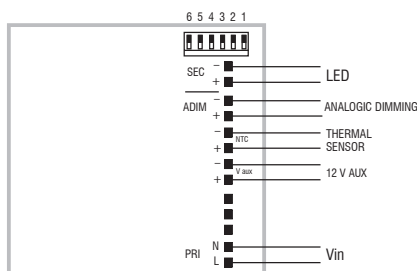 6 5 4 3 2 1
SEC
−
+
LED
ADIM
−
+
ANALOGIC DIMMING
−
NTC
+
THERMAL
SENSOR
−
V aux
+
12 V AUX
PRI
N
L
Vin